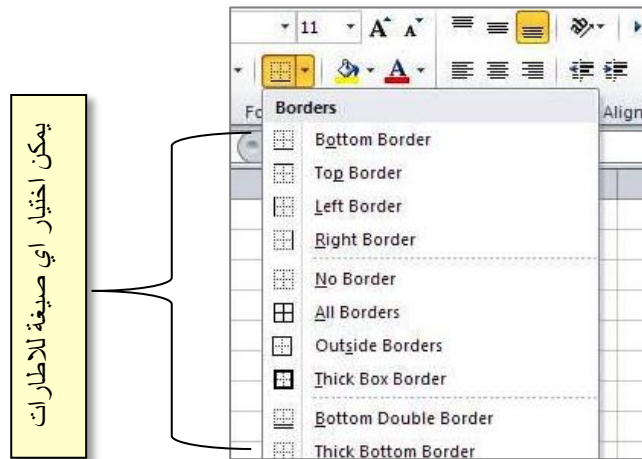 11 A A
A
Fo
Align
Borders
Bottom Border
Top Border
Left Border
Right Border
No Border
All Borders
Outside Borders
Thick Box Border
Bottom Double Border
Thick Bottom Border
يمكن اختيار اي صيغة للاطارات